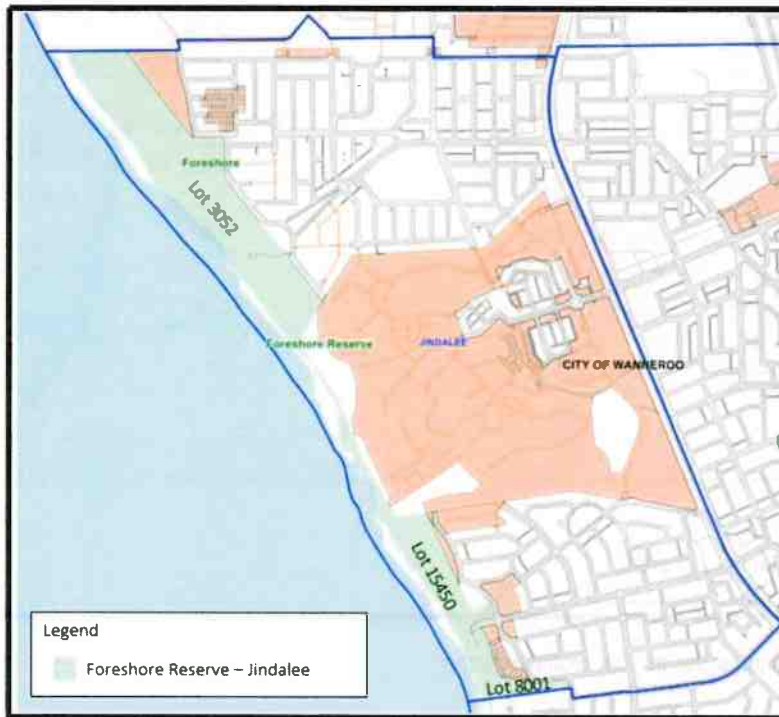 Foreshore
Lot 3052
Foreshore Reserve
JINDALEE
CITY OF WANNEROO
Lot 15450
Lot 8001
Legend
Foreshore Reserve – Jindalee